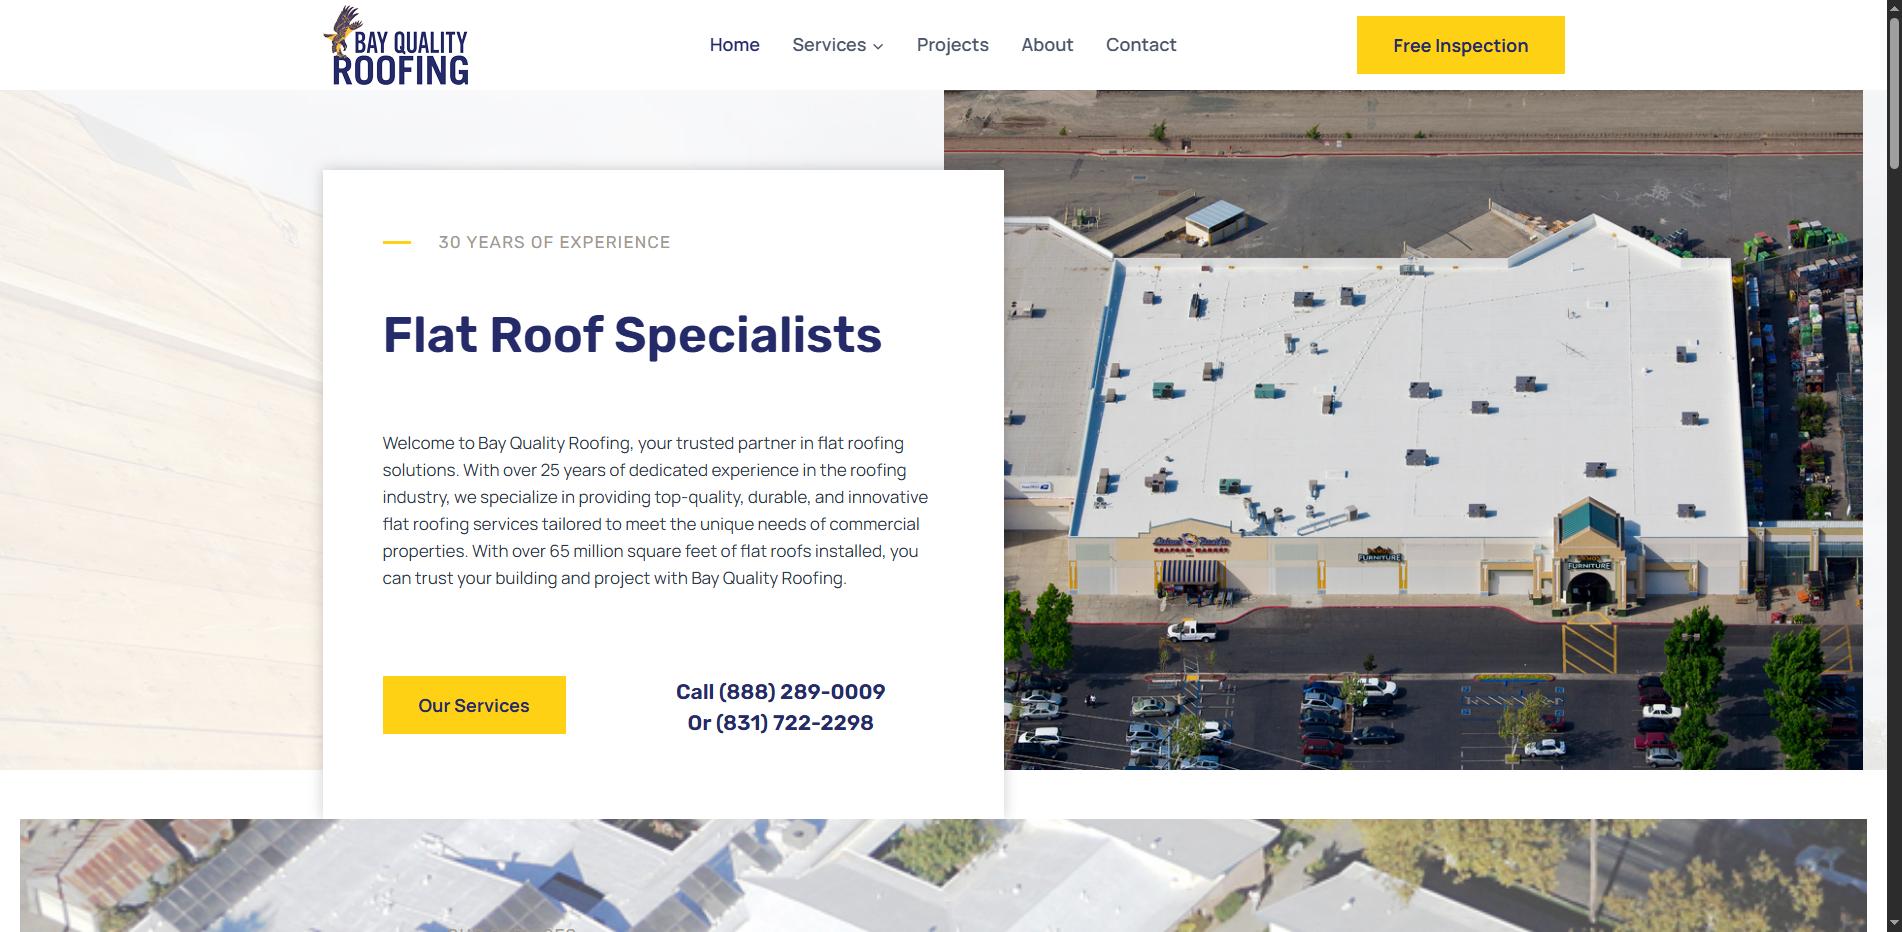 BAY QUALITY
ROOFING
Home
Services
Projects
About
Contact
Free Inspection
30 YEARS OF EXPERIENCE
Flat Roof Specialists
Welcome to Bay Quality Roofing, your trusted partner in flat roofing
solutions. With over 25 years of dedicated experience in the roofing
industry, we specialize in providing top-quality, durable, and innovative
flat roofing services tailored to meet the unique needs of commercial
properties. With over 65 million square feet of flat roofs installed, you
can trust your building and project with Bay Quality Roofing.
Our Services
Call (888) 289-0009
Or (831) 722-2298
SEAFOOD MARKET
FURNITURE
FURNITURE